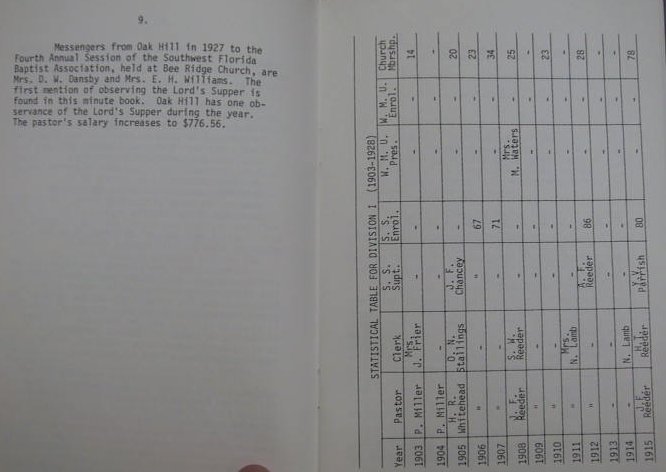 9.
Messengers from Oak Hill in 1927 to the
Fourth Annual Session of the Southwest Florida
Baptist Association, held at Bee Ridge Church, are
Mrs. D. W. Dansby and Mrs. E. H. Williams. The
first mention of observing the Lord's Supper is
found in this minute book. Oak Hill has one ob-
servance of the Lord's Supper during the year.
The pastor's salary increases to $776.56.
STATISTICAL TABLE FOR DIVISION I (1903-1928)
S. S. S. S. W. M. U. W. M. U. Church
Year Pastor Clerk Supt. Enrol. Pres. Enrol. Mbrshp.
Mrs.
1903 P. Miller J. Frier - - - - 14
1904 P. Miller - - - - - -
H. R. O. N. J. F.
1905 Whitehead Stallings Chancey - - - 20
1906 " - " 67 - - 23
1907 " - - 71 - - 34
F. S. W. Mrs.
1908 Reeder Reeder - - M. Waters - 25
1909 " - - - - - -
1910 " - - - - - 23
Mrs.
1911 " N. Lamb - - - - -
A. F.
1912 " - Reeder 86 - - 28
1913 - - - - - -
1914 " N. Lamb - - - - -
J.F. H.T.
1915 Reeder Reeder Parrish 80 - - 78